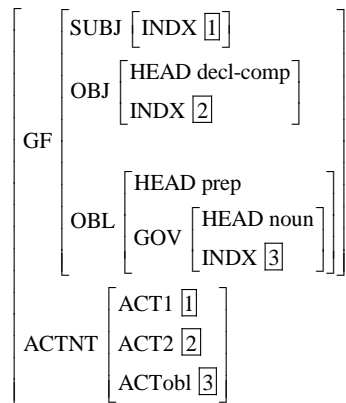 SUBJ [INDX 1]
HEAD decl-comp
OBJ
INDX 2
GF
HEAD prep
OBL
HEAD noun
GOV
INDX 3
ACT1 1
ACTNT ACT2 2
ACTobl 3